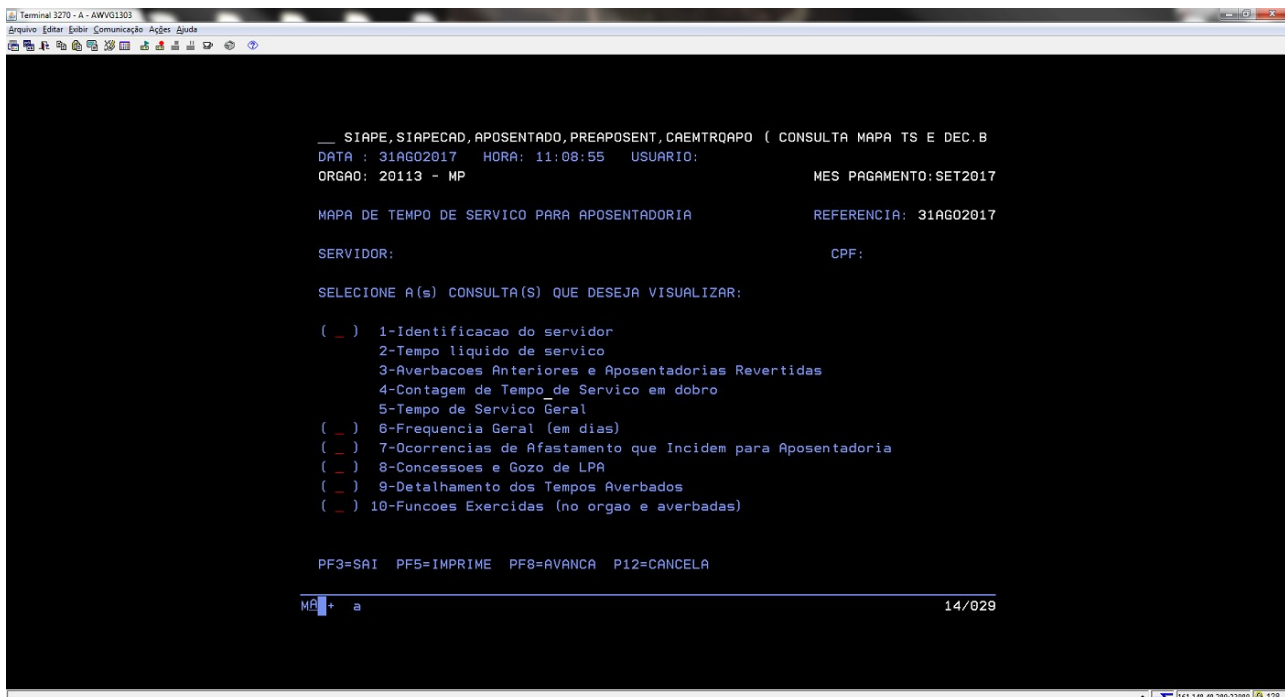 Terminal 3270 - A - AWVG1303
Arquivo Editar Exibir Comunicação Ações Ajuda
__ SIAPE,SIAPECAD,APOSENTADO,PREAPOSENT,CAEMTRQAPO ( CONSULTA MAPA TS E DEC.B
DATA : 31AGO2017 HORA: 11:08:55 USUARIO:
ORGAO: 20113 - MP MES PAGAMENTO:SET2017
MAPA DE TEMPO DE SERVICO PARA APOSENTADORIA REFERENCIA: 31AGO2017
SERVIDOR: CPF:
SELECIONE A(s) CONSULTA(S) QUE DESEJA VISUALIZAR:
( _ ) 1-Identificacao do servidor
2-Tempo liquido de servico
3-Averbacoes Anteriores e Aposentadorias Revertidas
4-Contagem de Tempo de Servico em dobro
5-Tempo de Servico Geral
( _ ) 6-Frequencia Geral (em dias)
( _ ) 7-Ocorrencias de Afastamento que Incidem para Aposentadoria
( _ ) 8-Concessoes e Gozo de LPA
( _ ) 9-Detalhamento dos Tempos Averbados
( _ ) 10-Funcoes Exercidas (no orgao e averbadas)
PF3=SAI PF5=IMPRIME PF8=AVANCA P12=CANCELA
MA + a 14/029